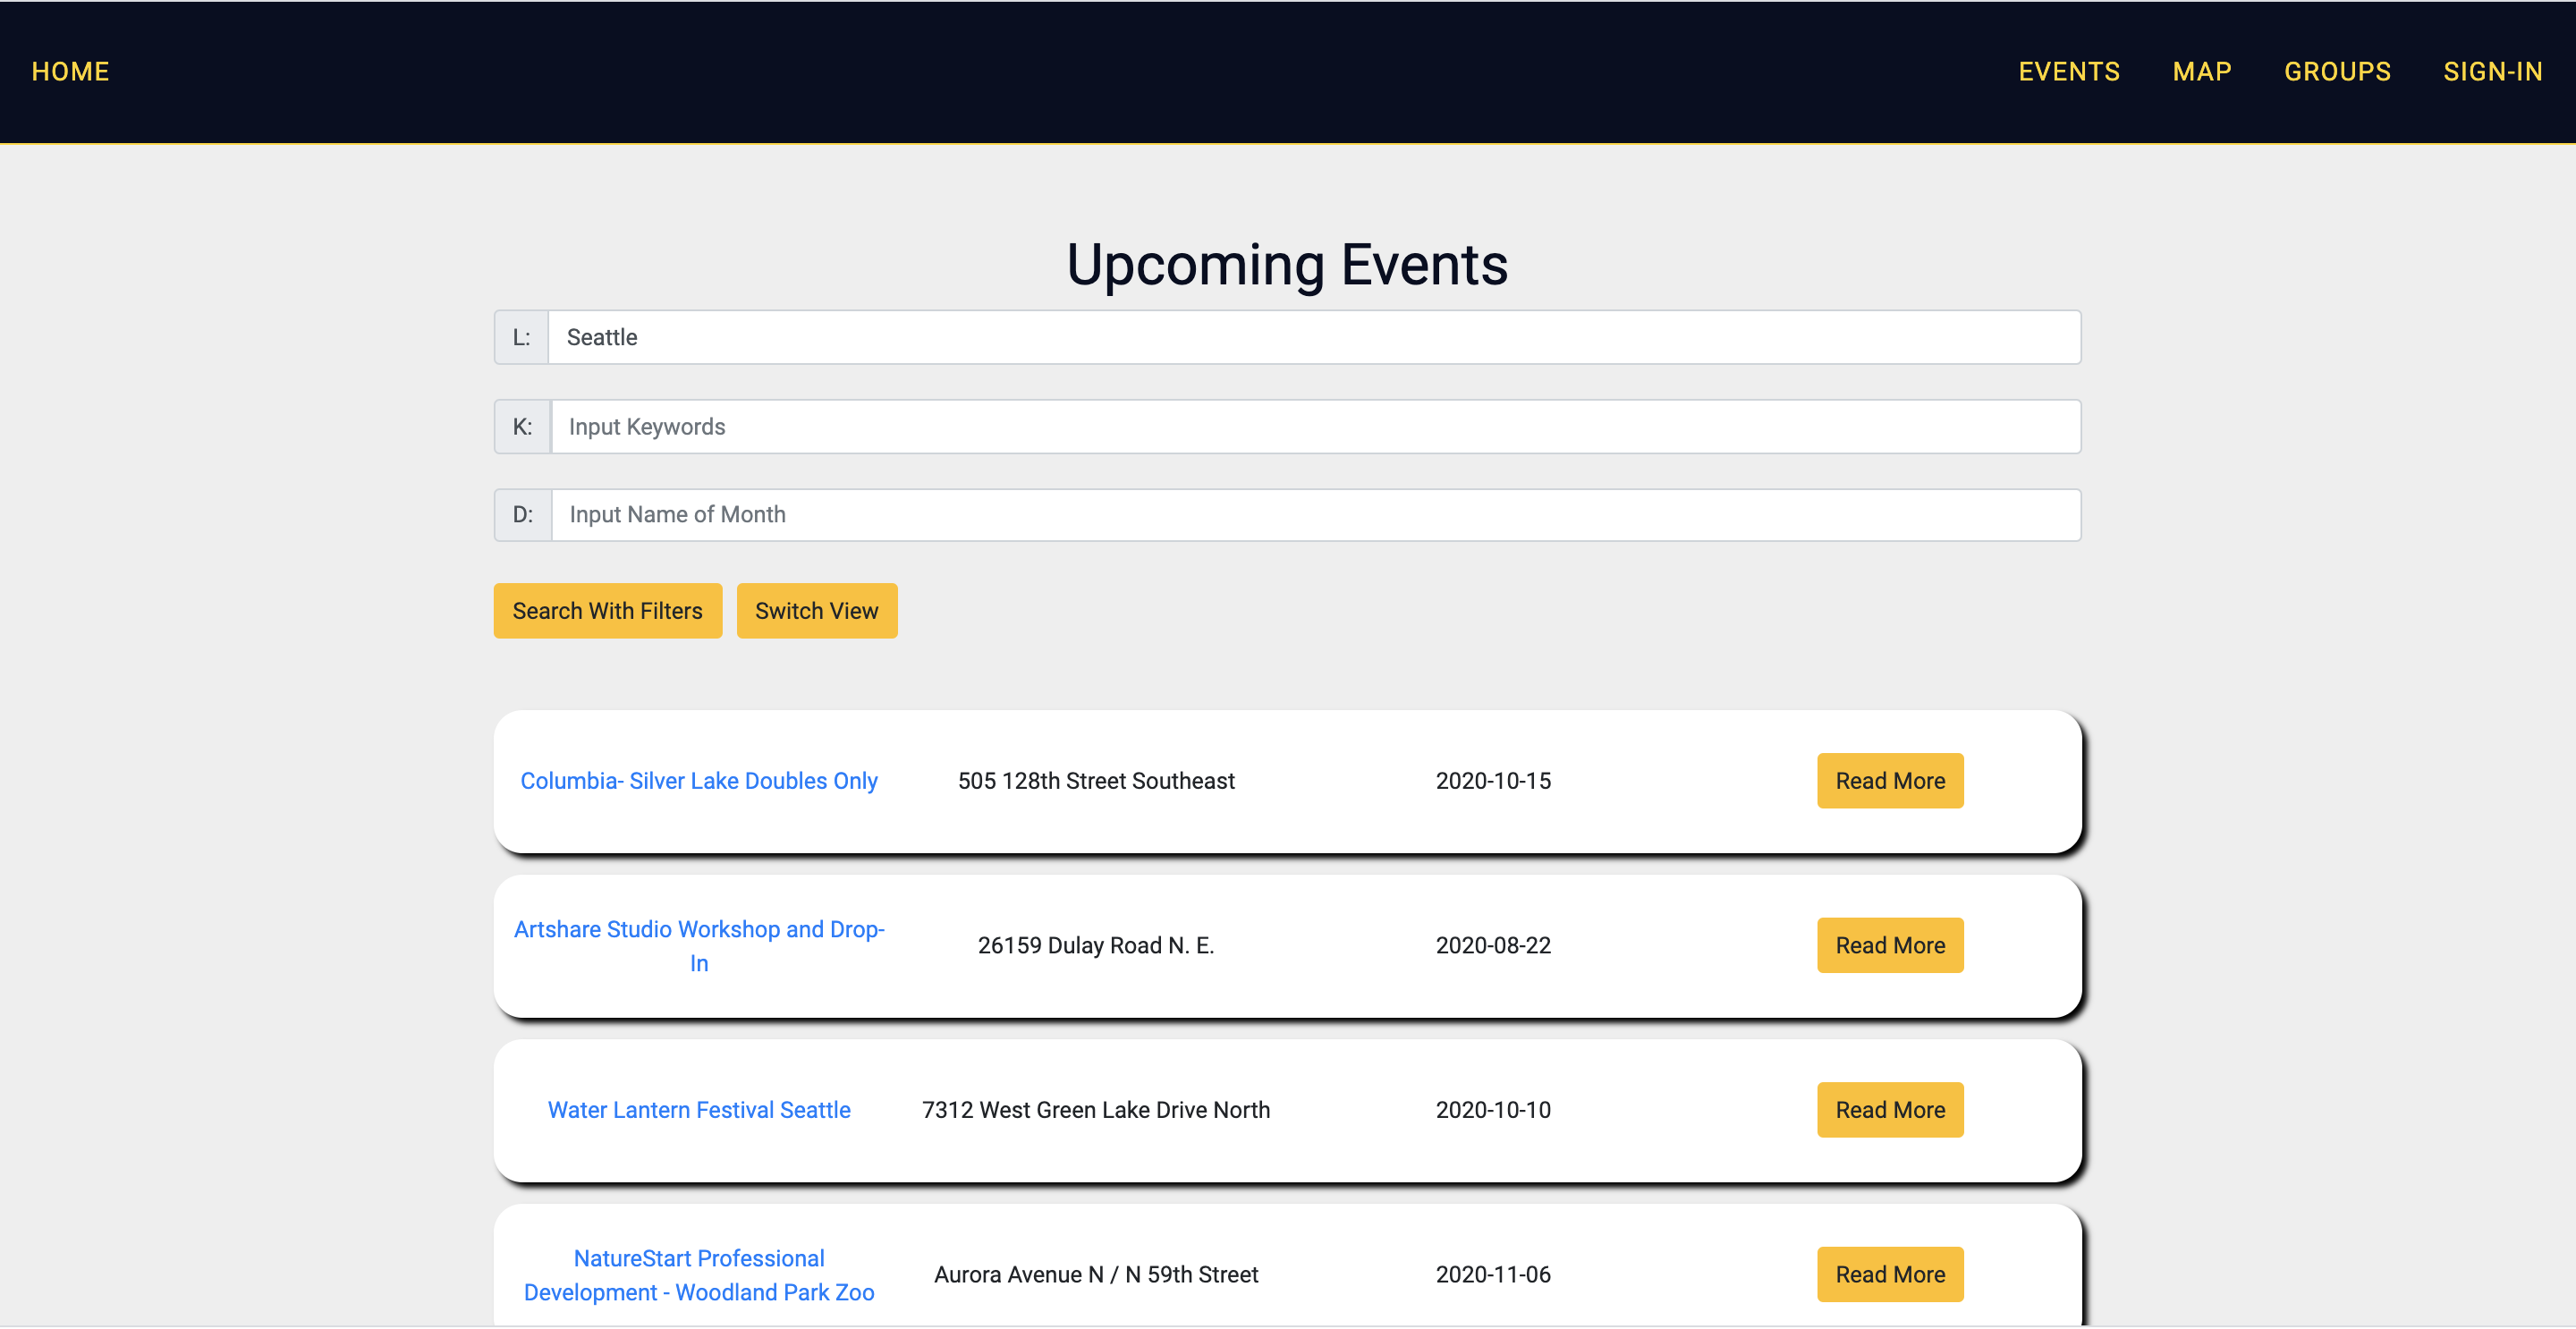 HOME EVENTS MAP GROUPS SIGN-IN
Upcoming Events
L: Seattle
K: Input Keywords
D: Input Name of Month
Search With Filters Switch View
Columbia- Silver Lake Doubles Only 505 128th Street Southeast 2020-10-15 Read More
Artshare Studio Workshop and Drop-
In 26159 Dulay Road N. E. 2020-08-22 Read More
Water Lantern Festival Seattle 7312 West Green Lake Drive North 2020-10-10 Read More
NatureStart Professional
Development - Woodland Park Zoo Aurora Avenue N / N 59th Street 2020-11-06 Read More